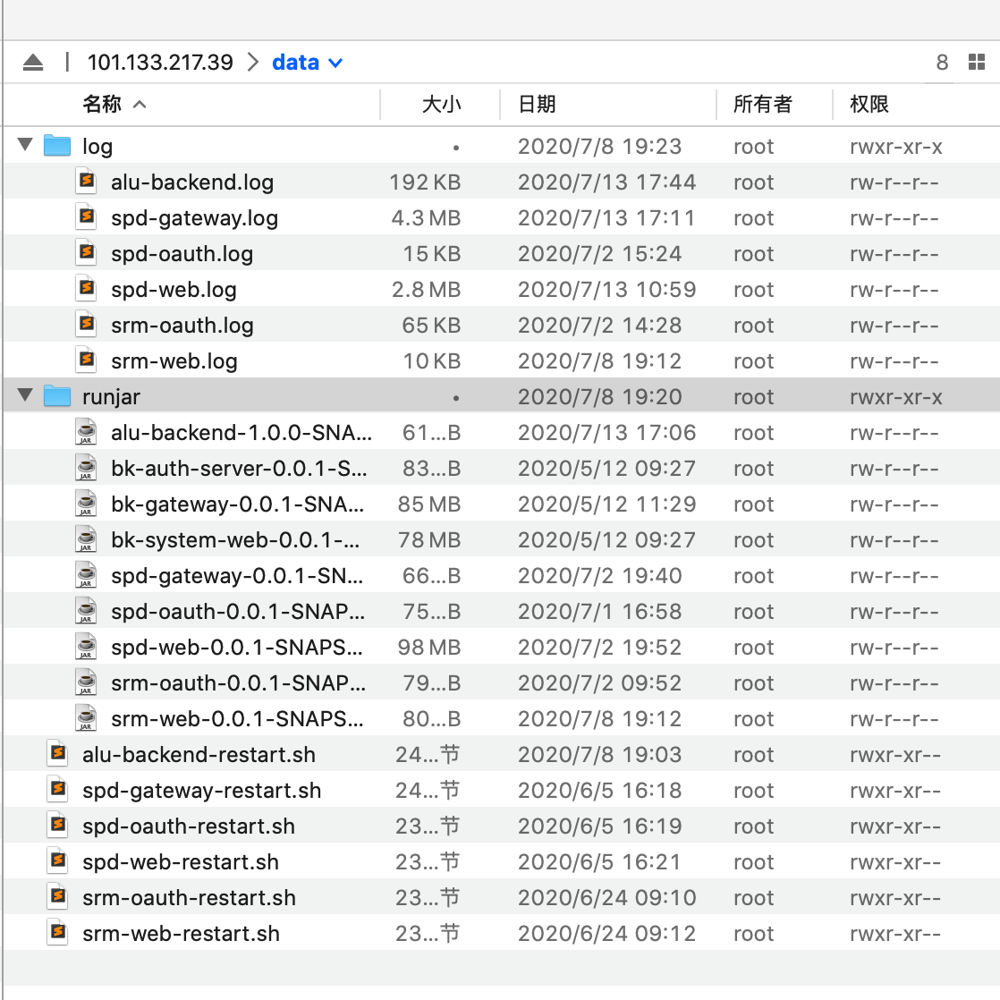 101.133.217.39 data 8
名称 大小 日期 所有者 权限
log • 2020/7/8 19:23 root rwxr-xr-x
alu-backend.log 192 KB 2020/7/13 17:44 root rw-r--r--
spd-gateway.log 4.3 MB 2020/7/13 17:11 root rw-r--r--
spd-oauth.log 15 KB 2020/7/2 15:24 root rw-r--r--
spd-web.log 2.8 MB 2020/7/13 10:59 root rw-r--r--
srm-oauth.log 65 KB 2020/7/2 14:28 root rw-r--r--
srm-web.log 10 KB 2020/7/8 19:12 root rw-r--r--
runjar • 2020/7/8 19:20 root rwxr-xr-x
JAR alu-backend-1.0.0-SNA... 61...B 2020/7/13 17:06 root rw-r--r--
JAR bk-auth-server-0.0.1-S... 83...B 2020/5/12 09:27 root rw-r--r--
JAR bk-gateway-0.0.1-SNA... 85 MB 2020/5/12 11:29 root rw-r--r--
JAR bk-system-web-0.0.1-... 78 MB 2020/5/12 09:27 root rw-r--r--
JAR spd-gateway-0.0.1-SN... 66...B 2020/7/2 19:40 root rw-r--r--
JAR spd-oauth-0.0.1-SNAP... 75...B 2020/7/1 16:58 root rw-r--r--
JAR spd-web-0.0.1-SNAPS... 98 MB 2020/7/2 19:52 root rw-r--r--
JAR srm-oauth-0.0.1-SNAP... 79...B 2020/7/2 09:52 root rw-r--r--
JAR srm-web-0.0.1-SNAPS... 80...B 2020/7/8 19:12 root rw-r--r--
alu-backend-restart.sh 24...节 2020/7/8 19:03 root rwxr-xr--
spd-gateway-restart.sh 24...节 2020/6/5 16:18 root rwxr-xr--
spd-oauth-restart.sh 23...节 2020/6/5 16:19 root rwxr-xr--
spd-web-restart.sh 23...节 2020/6/5 16:21 root rwxr-xr--
srm-oauth-restart.sh 23...节 2020/6/24 09:10 root rwxr-xr--
srm-web-restart.sh 23...节 2020/6/24 09:12 root rwxr-xr--